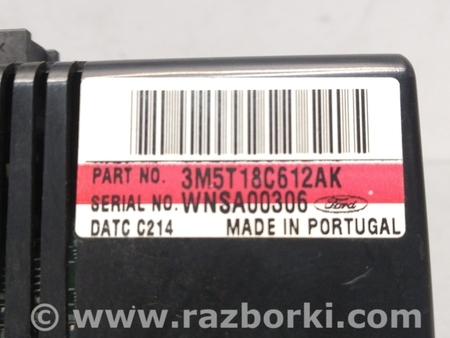 PART NO. 3M5T18C612AK
SERIAL NO. WNSA00306 Ford
DATC C214 MADE IN PORTUGAL
www.razborki.com